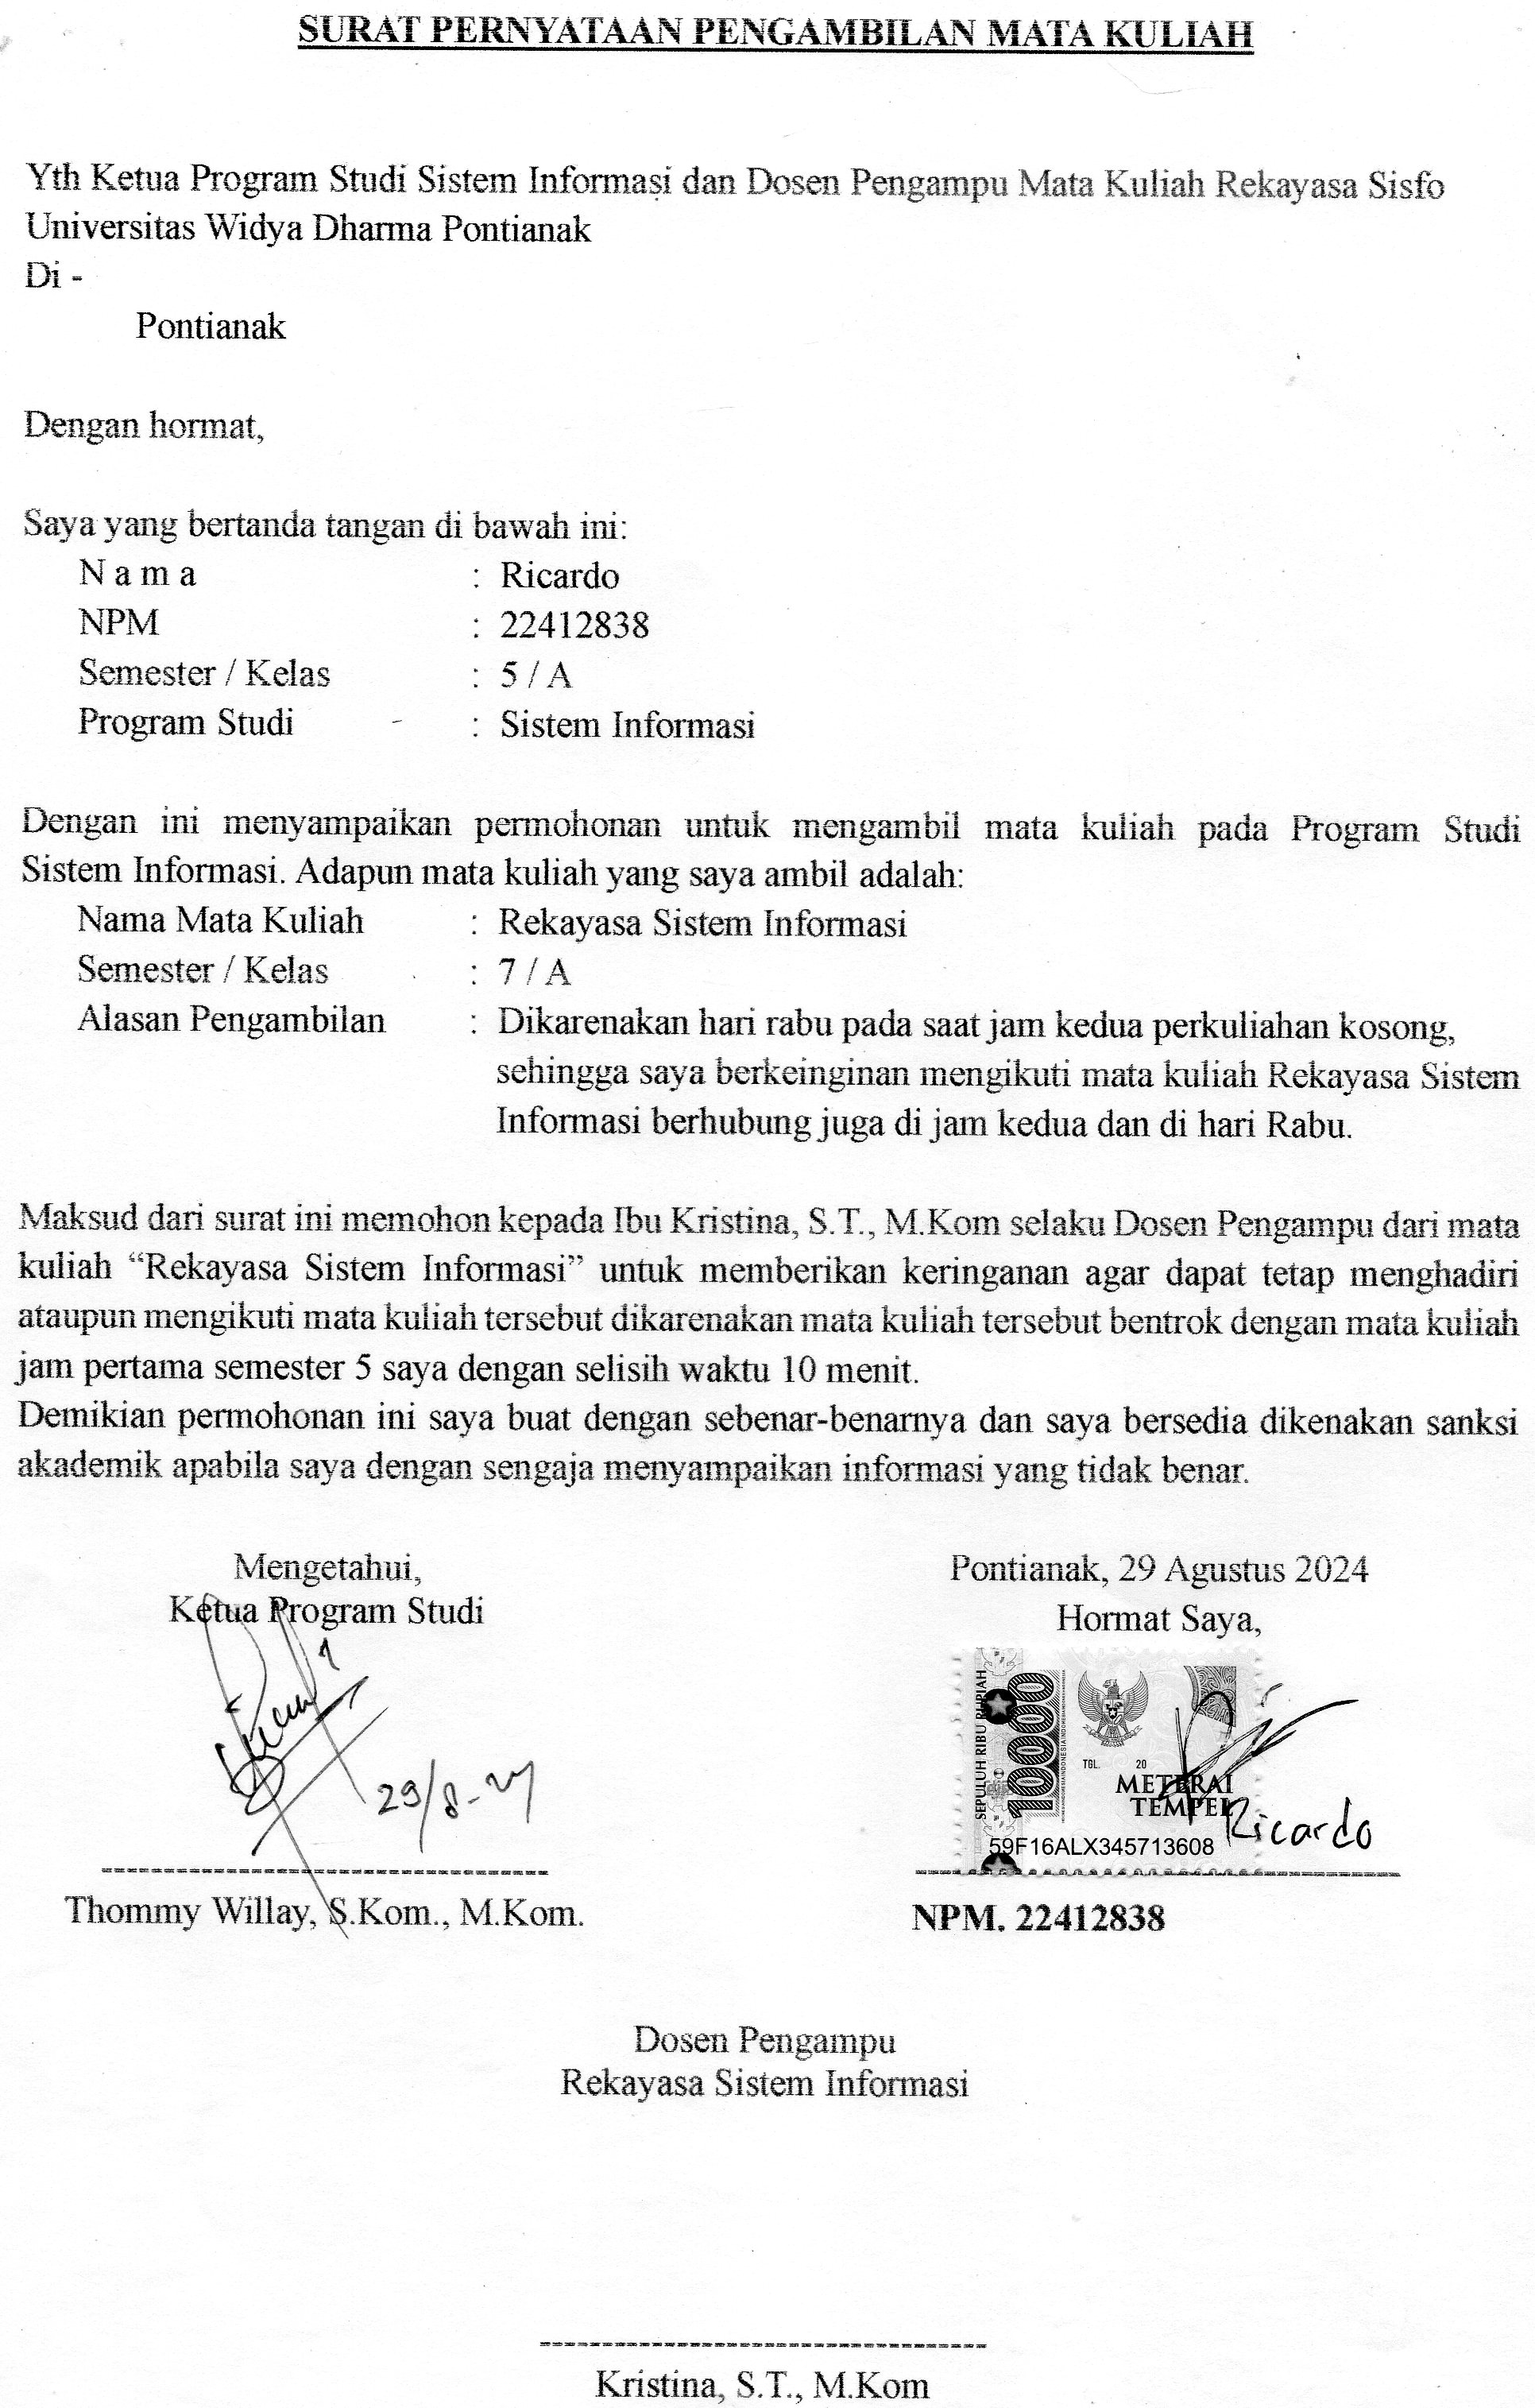 SURAT PERNYATAAN PENGAMBILAN MATA KULIAH
Yth Ketua Program Studi Sistem Informasi dan Dosen Pengampu Mata Kuliah Rekayasa Sisfo
Universitas Widya Dharma Pontianak
Di -
Pontianak
Dengan hormat,
Saya yang bertanda tangan di bawah ini:
N a m a : Ricardo
NPM : 22412838
Semester / Kelas : 5 / A
Program Studi : Sistem Informasi
Dengan ini menyampaikan permohonan untuk mengambil mata kuliah pada Program Studi
Sistem Informasi. Adapun mata kuliah yang saya ambil adalah:
Nama Mata Kuliah : Rekayasa Sistem Informasi
Semester / Kelas : 7 / A
Alasan Pengambilan : Dikarenakan hari rabu pada saat jam kedua perkuliahan kosong,
sehingga saya berkeinginan mengikuti mata kuliah Rekayasa Sistem
Informasi berhubung juga di jam kedua dan di hari Rabu.
Maksud dari surat ini memohon kepada Ibu Kristina, S.T., M.Kom selaku Dosen Pengampu dari mata
kuliah “Rekayasa Sistem Informasi” untuk memberikan keringanan agar dapat tetap menghadiri
ataupun mengikuti mata kuliah tersebut dikarenakan mata kuliah tersebut bentrok dengan mata kuliah
jam pertama semester 5 saya dengan selisih waktu 10 menit.
Demikian permohonan ini saya buat dengan sebenar-benarnya dan saya bersedia dikenakan sanksi
akademik apabila saya dengan sengaja menyampaikan informasi yang tidak benar.
Mengetahui,
Ketua Program Studi
29/8-24
Thommy Willay, S.Kom., M.Kom.
Pontianak, 29 Agustus 2024
Hormat Saya,
SEPULUH RIBU RUPIAH
10000
TGL. 20
METERAI
TEMPEL
59F16ALX345713608
Ricardo
NPM. 22412838
Dosen Pengampu
Rekayasa Sistem Informasi
Kristina, S.T., M.Kom